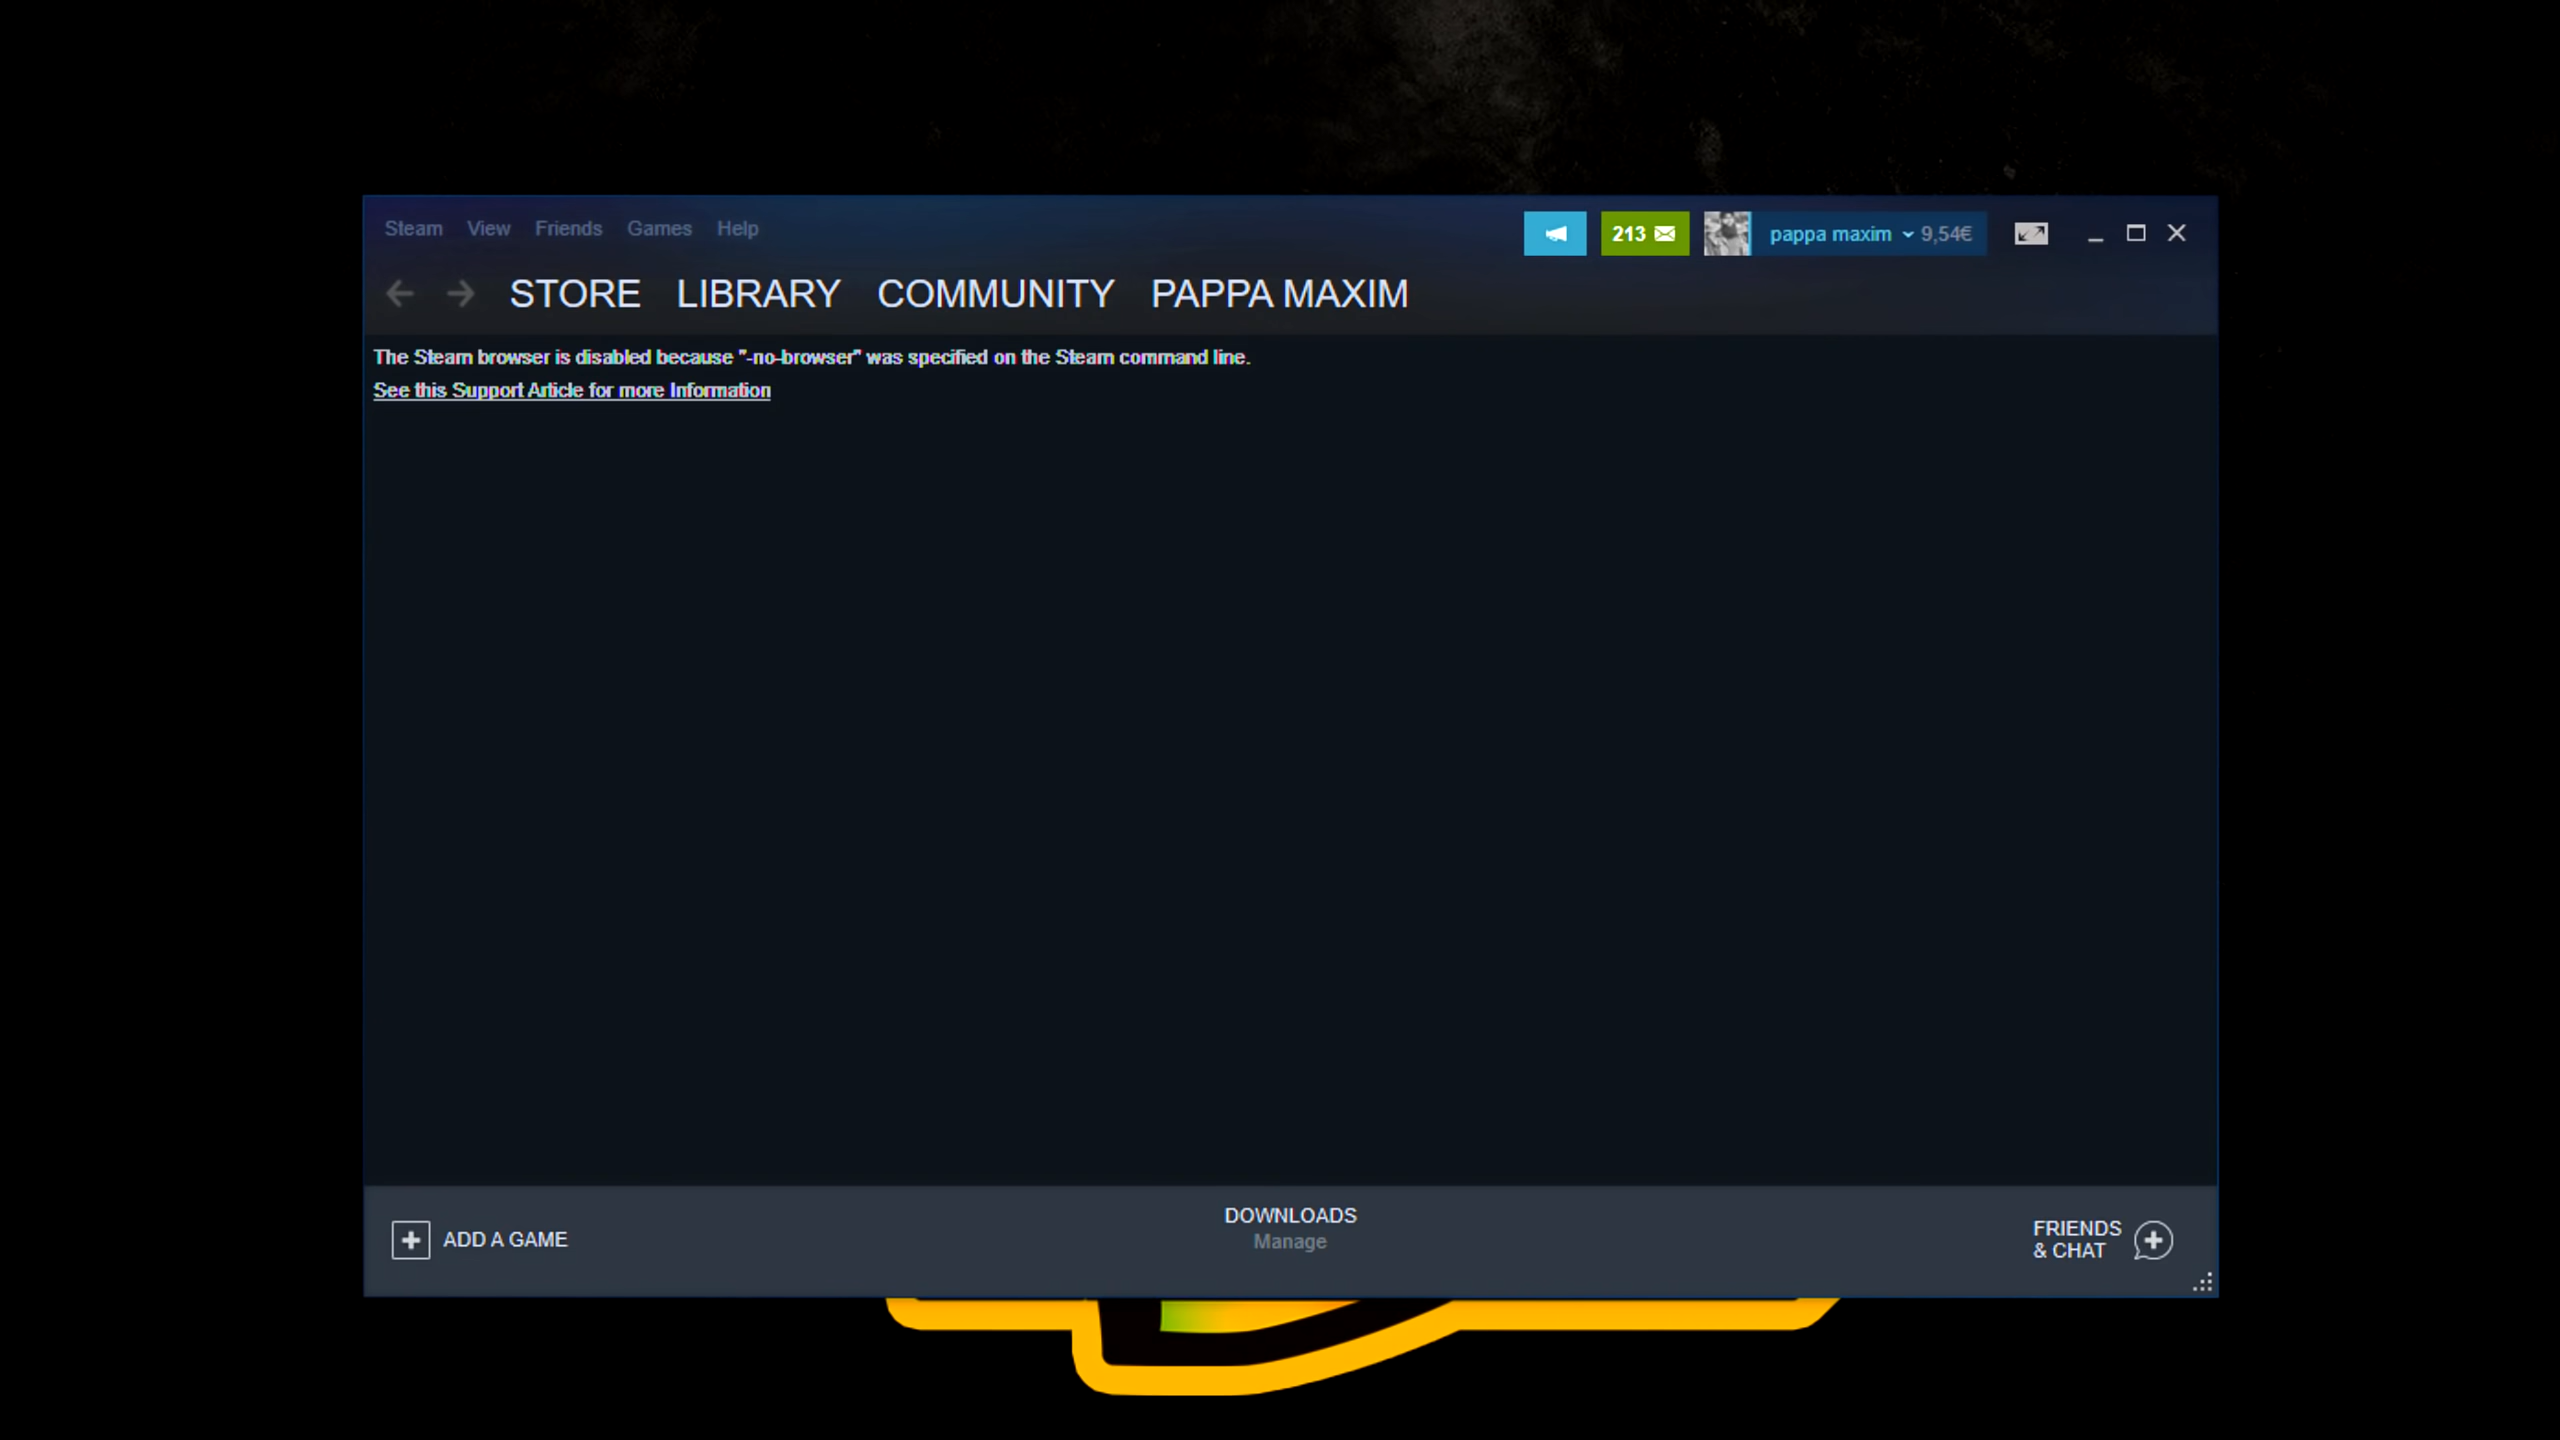 Steam View Friends Games Help
213 pappa maxim 9,54€
STORE LIBRARY COMMUNITY PAPPA MAXIM
The Steam browser is disabled because "-no-browser" was specified on the Steam command line.
See this Support Article for more Information
ADD A GAME
DOWNLOADS
Manage
FRIENDS
& CHAT